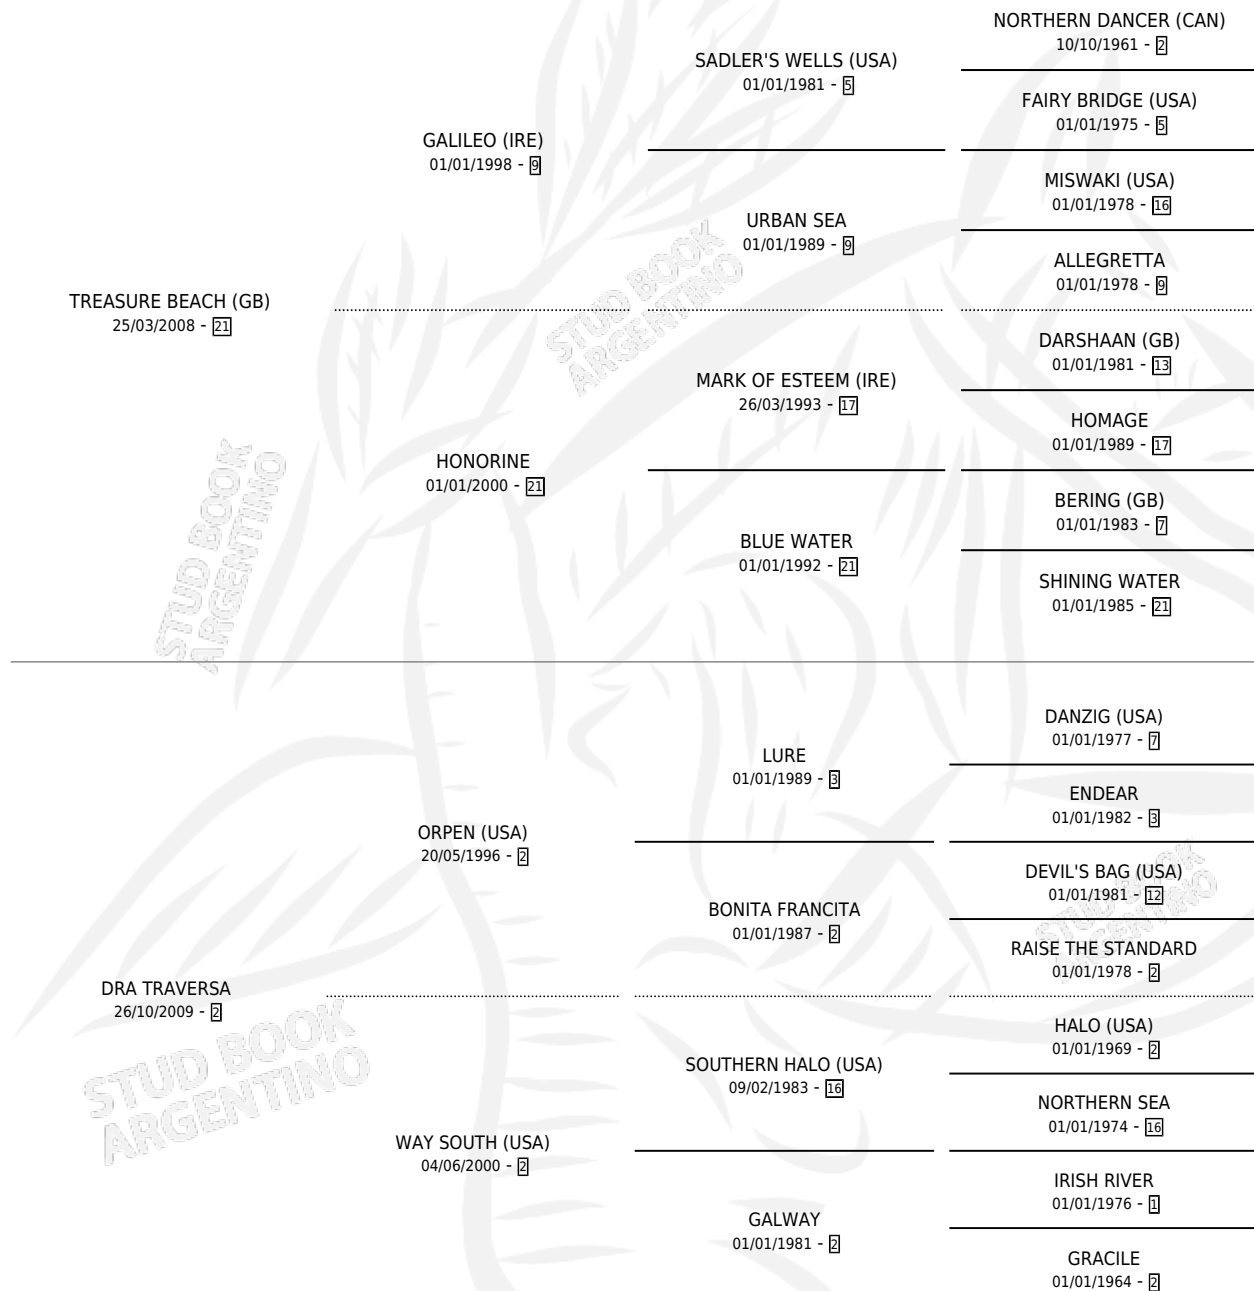 NORTHERN DANCER (CAN)
10/10/1961 - 2
SADLER'S WELLS (USA)
01/01/1981 - 5
FAIRY BRIDGE (USA)
01/01/1975 - 5
GALILEO (IRE)
01/01/1998 - 9
MISWAKI (USA)
01/01/1978 - 16
URBAN SEA
01/01/1989 - 9
ALLEGRETTA
01/01/1978 - 9
TREASURE BEACH (GB)
25/03/2008 - 21
STUD BOOK
ARGENTINO
DARSHAAN (GB)
01/01/1981 - 13
MARK OF ESTEEM (IRE)
26/03/1993 - 17
HOMAGE
01/01/1989 - 17
HONORINE
01/01/2000 - 21
BERING (GB)
01/01/1983 - 7
BLUE WATER
01/01/1992 - 21
SHINING WATER
01/01/1985 - 21
STUD BOOK
ARGENTINO
DANZIG (USA)
01/01/1977 - 7
LURE
01/01/1989 - 3
ENDEAR
01/01/1982 - 3
ORPEN (USA)
20/05/1996 - 2
DEVIL'S BAG (USA)
01/01/1981 - 12
BONITA FRANCITA
01/01/1987 - 2
RAISE THE STANDARD
01/01/1978 - 2
STUD BOOK
ARGENTINO
DRA TRAVERSA
26/10/2009 - 2
HALO (USA)
01/01/1969 - 2
SOUTHERN HALO (USA)
09/02/1983 - 16
NORTHERN SEA
01/01/1974 - 16
STUD BOOK
ARGENTINO
WAY SOUTH (USA)
04/06/2000 - 2
IRISH RIVER
01/01/1976 - 1
GALWAY
01/01/1981 - 2
GRACILE
01/01/1964 - 2